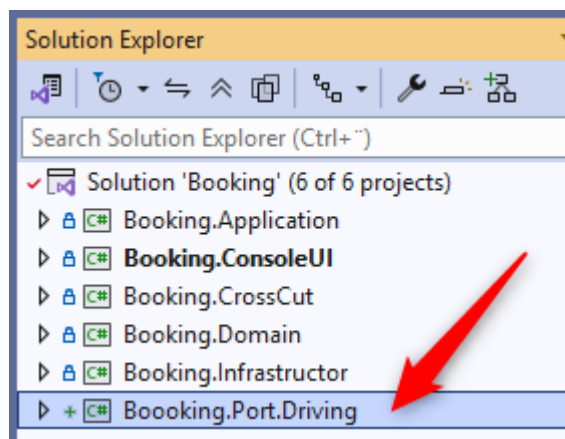 Solution Explorer
Search Solution Explorer (Ctrl+¨)
Solution 'Booking' (6 of 6 projects)
C# Booking.Application
C# Booking.ConsoleUI
C# Booking.CrossCut
C# Booking.Domain
C# Booking.Infrastructor
C# Boooking.Port.Driving